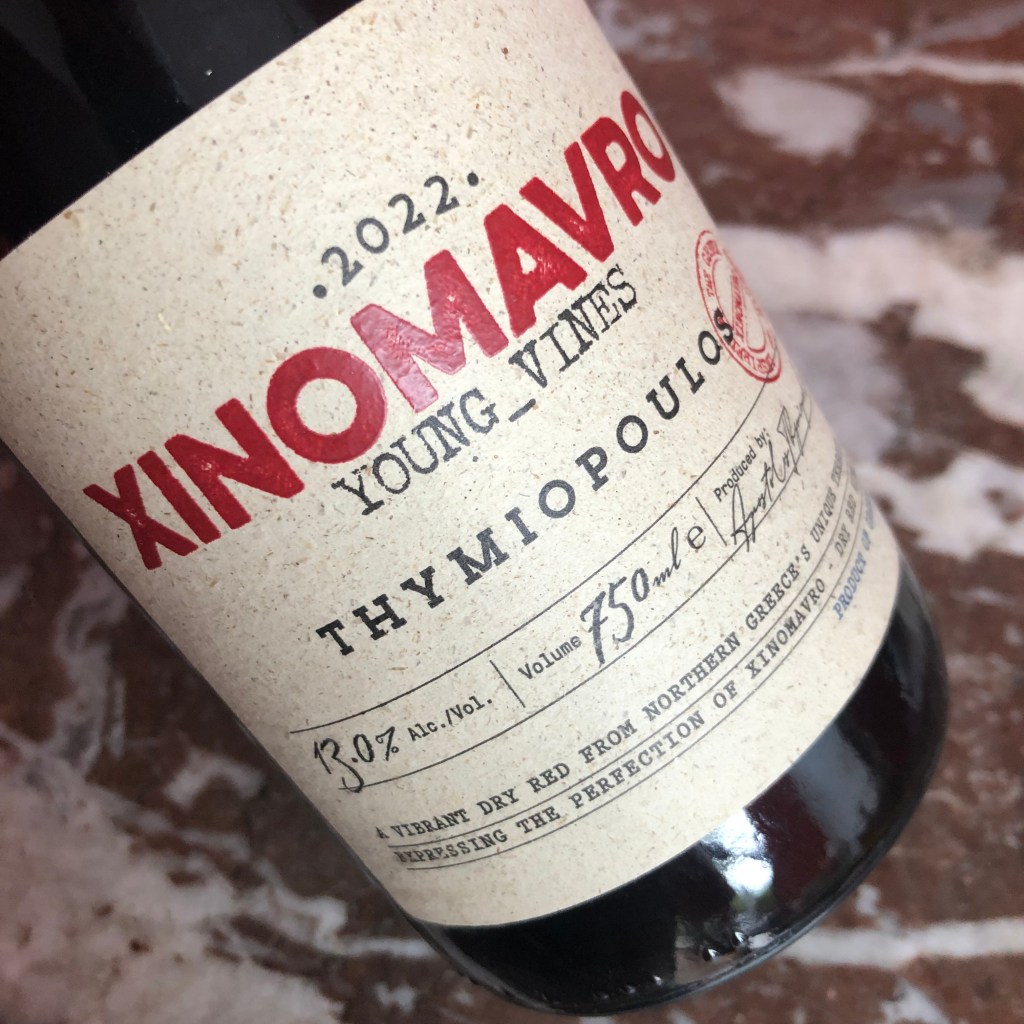 .2022.
XINOMAVRO
YOUNG_VINES
THYMIOPOULOS
13.0% Alc./Vol.
Volume 750ml e
Produced by:
A VIBRANT DRY RED FROM NORTHERN GREECE'S UNIQUE
EXPRESSING THE PERFECTION OF XINOMAVRO - DRY RED
PRODUCT OF